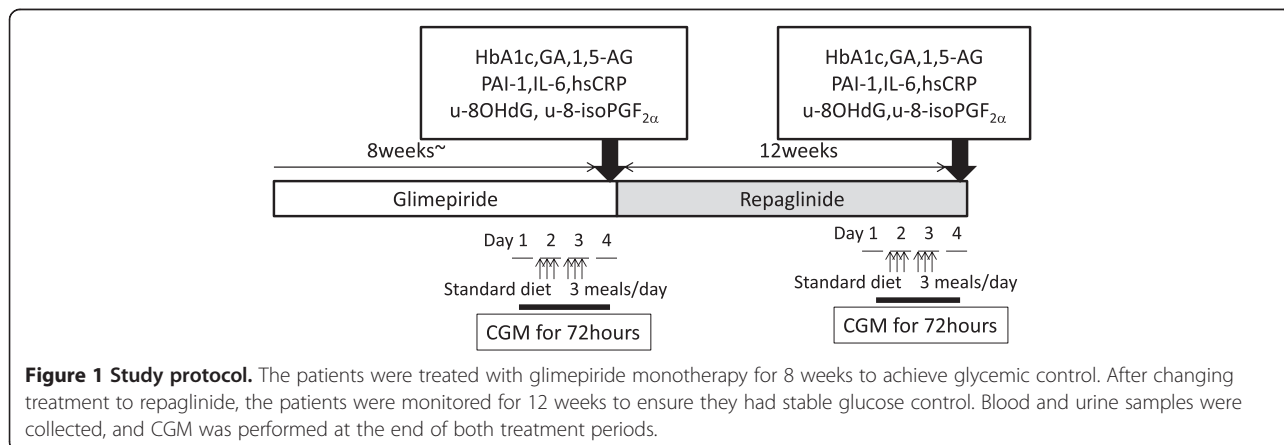 HbA1c,GA,1,5-AG
PAI-1,IL-6,hsCRP
u-8OHdG, u-8-isoPGF2α
HbA1c,GA,1,5-AG
PAI-1,IL-6,hsCRP
u-8OHdG,u-8-isoPGF2α
8weeks~
12weeks
Glimepiride
Repaglinide
Day 1 2 3 4
Standard diet 3 meals/day
CGM for 72hours
Day 1 2 3 4
Standard diet 3 meals/day
CGM for 72hours
Figure 1 Study protocol. The patients were treated with glimepiride monotherapy for 8 weeks to achieve glycemic control. After changing
treatment to repaglinide, the patients were monitored for 12 weeks to ensure they had stable glucose control. Blood and urine samples were
collected, and CGM was performed at the end of both treatment periods.